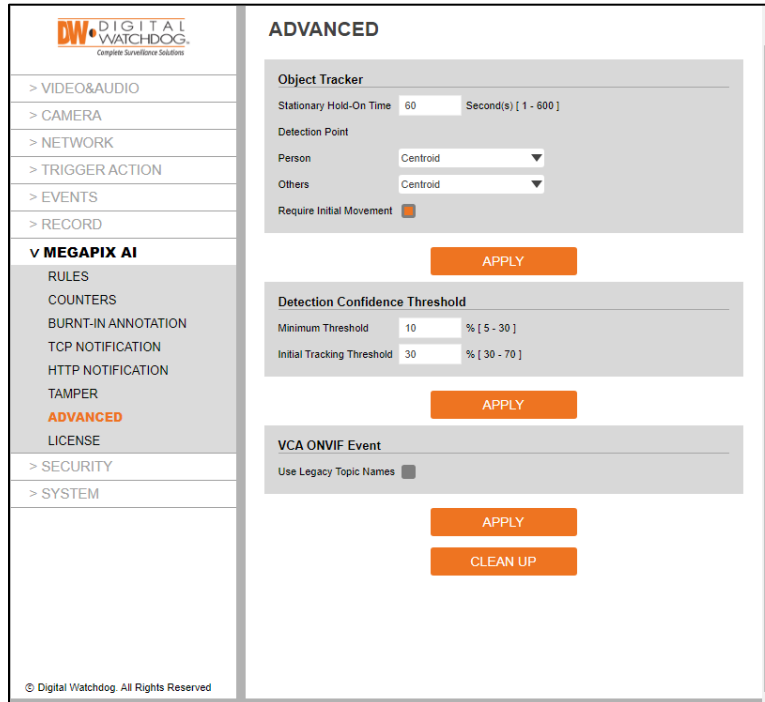 DW DIGITAL
WATCHDOG®
Complete Surveillance Solutions
> VIDEO&AUDIO
> CAMERA
> NETWORK
> TRIGGER ACTION
> EVENTS
> RECORD
v MEGAPIX AI
RULES
COUNTERS
BURNT-IN ANNOTATION
TCP NOTIFICATION
HTTP NOTIFICATION
TAMPER
ADVANCED
LICENSE
> SECURITY
> SYSTEM
© Digital Watchdog. All Rights Reserved
ADVANCED
Object Tracker
Stationary Hold-On Time 60 Second(s) [ 1 - 600 ]
Detection Point
Person Centroid
Others Centroid
Require Initial Movement
APPLY
Detection Confidence Threshold
Minimum Threshold 10 % [ 5 - 30 ]
Initial Tracking Threshold 30 % [ 30 - 70 ]
APPLY
VCA ONVIF Event
Use Legacy Topic Names
APPLY
CLEAN UP